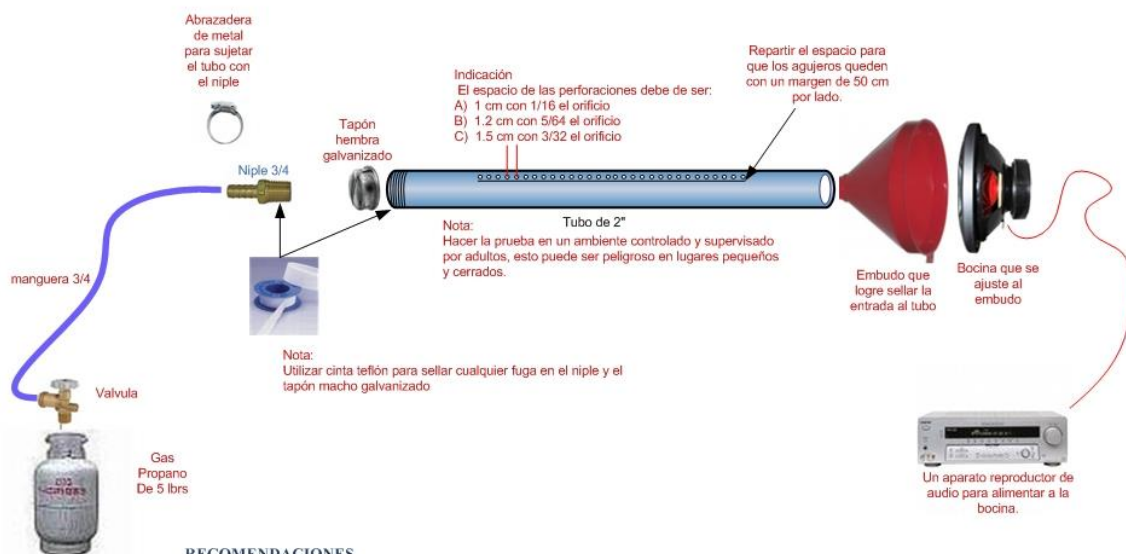 Abrazadera
de metal
para sujetar
el tubo con
el niple
Niple 3/4
manguera 3/4
Valvula
Gas
Propano
De 5 lbrs
Tapón
hembra
galvanizado
Indicación
El espacio de las perforaciones debe de ser:
A) 1 cm con 1/16 el orificio
B) 1.2 cm con 5/64 el orificio
C) 1.5 cm con 3/32 el orificio
Repartir el espacio para
que los agujeros queden
con un margen de 50 cm
por lado.
Tubo de 2"
Nota:
Hacer la prueba en un ambiente controlado y supervisado
por adultos, esto puede ser peligroso en lugares pequeños
y cerrados.
Nota:
Utilizar cinta teflón para sellar cualquier fuga en el niple y el
tapón macho galvanizado
Embudo que
logre sellar la
entrada al tubo
Bocina que se
ajuste al
embudo
Un aparato reproductor de
audio para alimentar a la
bocina.
RECOMENDACIONES